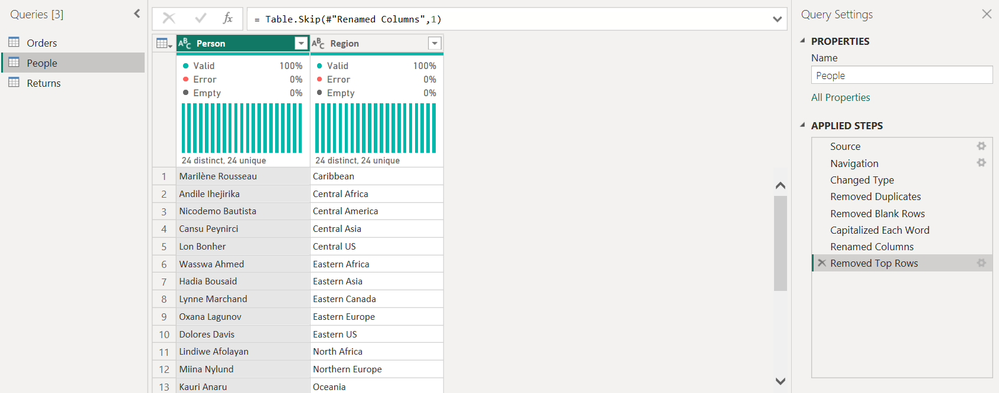 Queries [3]
Orders
People
Returns
fx
= Table.Skip(#"Renamed Columns",1)
ABC Person
ABC Region
Valid 100%
Error 0%
Empty 0%
24 distinct, 24 unique
Valid 100%
Error 0%
Empty 0%
24 distinct, 24 unique
1 Marilène Rousseau Caribbean
2 Andile Ihejirika Central Africa
3 Nicodemo Bautista Central America
4 Cansu Peynirci Central Asia
5 Lon Bonher Central US
6 Wasswa Ahmed Eastern Africa
7 Hadia Bousaid Eastern Asia
8 Lynne Marchand Eastern Canada
9 Oxana Lagunov Eastern Europe
10 Dolores Davis Eastern US
11 Lindiwe Afolayan North Africa
12 Miina Nylund Northern Europe
13 Kauri Anaru Oceania
Query Settings
PROPERTIES
Name
People
All Properties
APPLIED STEPS
Source
Navigation
Changed Type
Removed Duplicates
Removed Blank Rows
Capitalized Each Word
Renamed Columns
Removed Top Rows